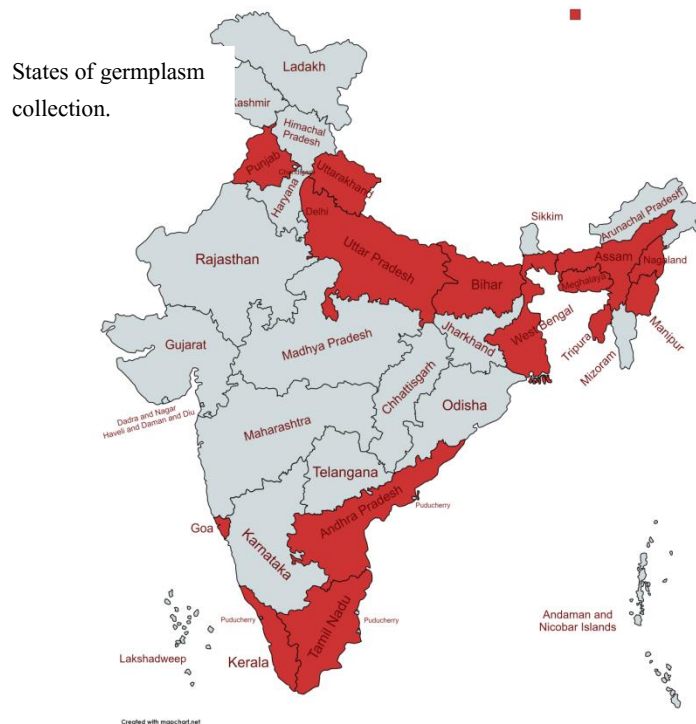 States of germplasm
collection.
Ladakh
Kashmir
Himachal
Pradesh
Punjab
Chandigarh
Uttarakhand
Haryana
Delhi
Rajasthan
Uttar Pradesh
Bihar
Sikkim
Arunachal Pradesh
Assam
Nagaland
Meghalaya
Manipur
Tripura
Mizoram
West Bengal
Jharkhand
Gujarat
Madhya Pradesh
Chhattisgarh
Odisha
Dadra and Nagar
Haveli and Daman and Diu
Maharashtra
Telangana
Andhra Pradesh
Puducherry
Goa
Karnataka
Puducherry
Tamil Nadu
Puducherry
Kerala
Lakshadweep
Andaman and
Nicobar Islands
Created with mapchart.net